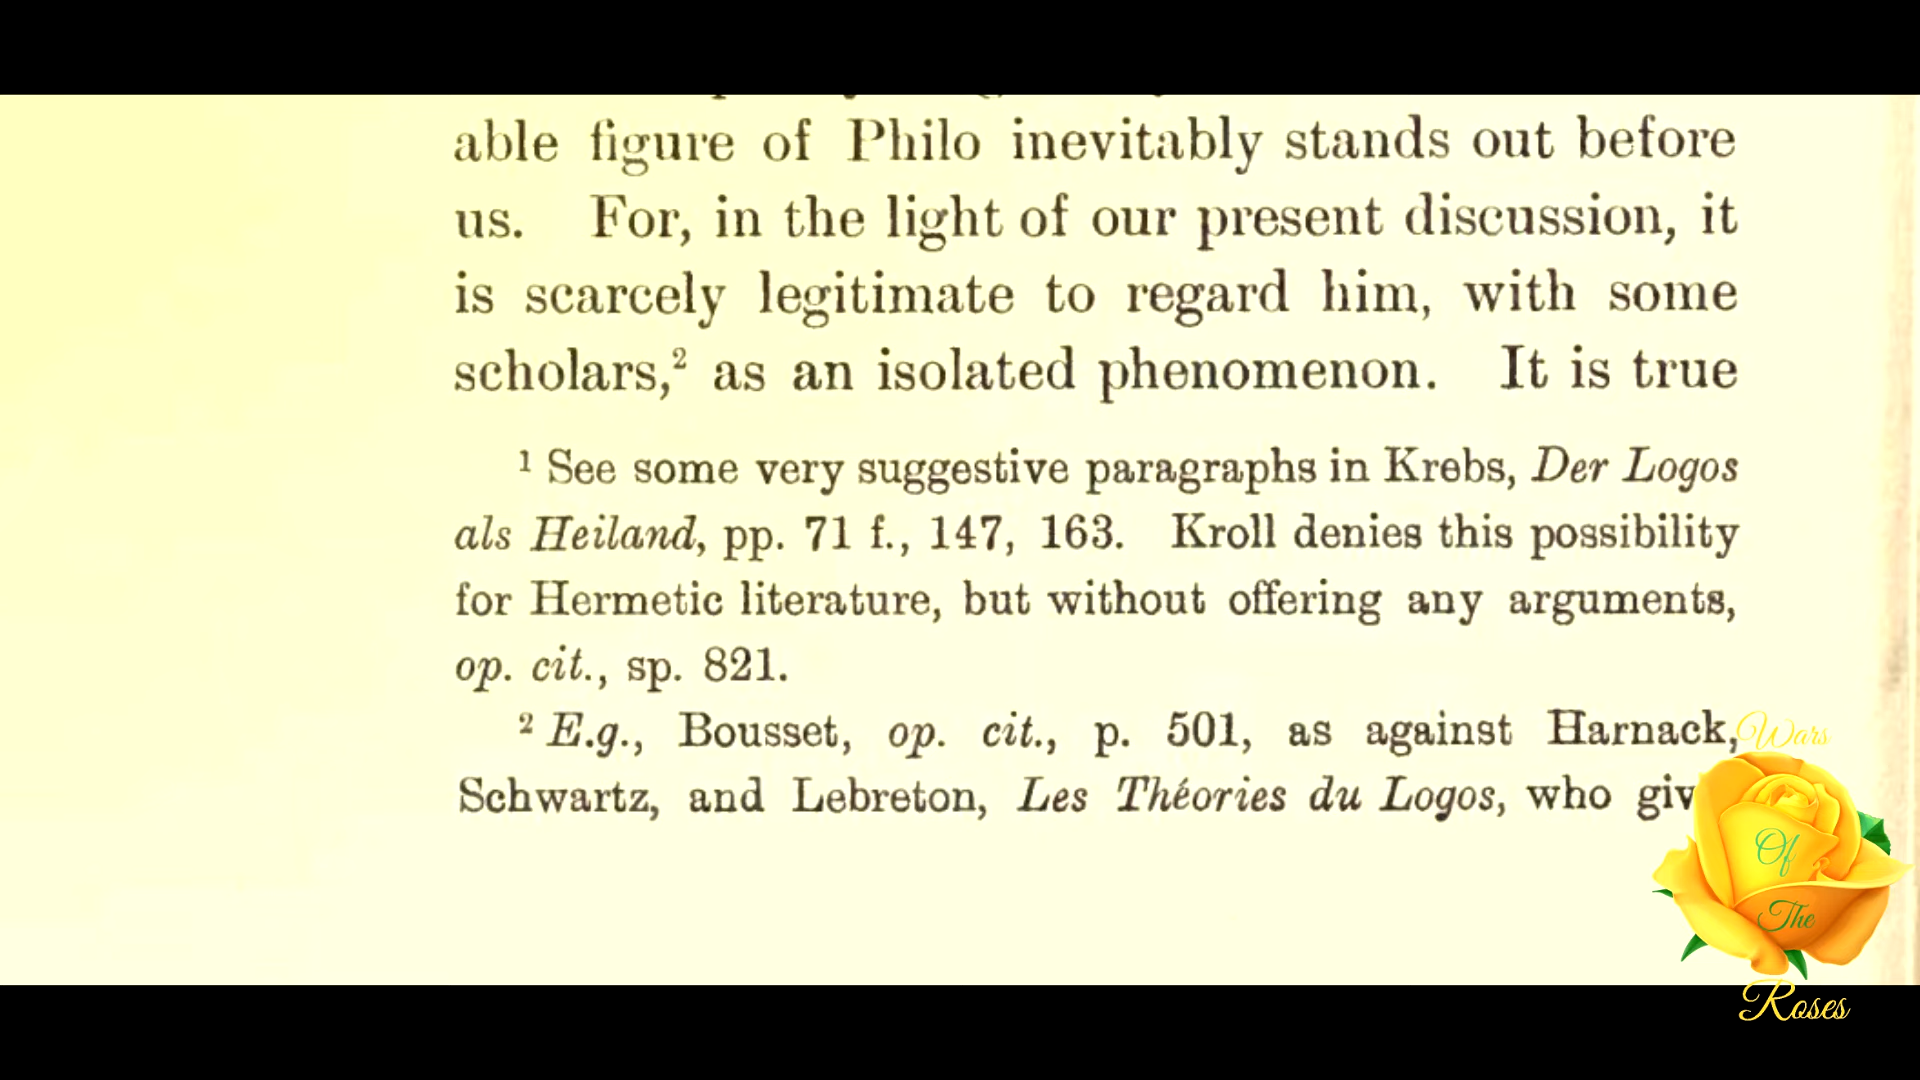 able figure of Philo inevitably stands out before
us. For, in the light of our present discussion, it
is scarcely legitimate to regard him, with some
scholars,² as an isolated phenomenon. It is true
¹ See some very suggestive paragraphs in Krebs, Der Logos
als Heiland, pp. 71 f., 147, 163. Kroll denies this possibility
for Hermetic literature, but without offering any arguments,
op. cit., sp. 821.
² E.g., Bousset, op. cit., p. 501, as against Harnack,
Schwartz, and Lebreton, Les Théories du Logos, who
Wars
Of
The
Roses